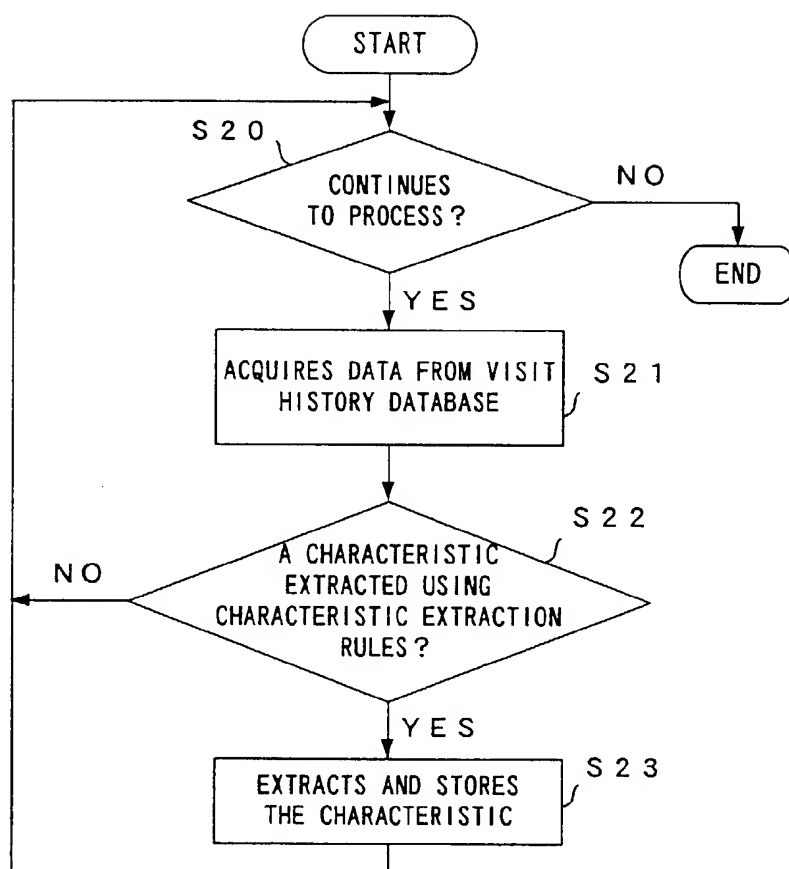 START
S20
CONTINUES
TO PROCESS?
NO
END
YES
ACQUIRES DATA FROM VISIT
HISTORY DATABASE
S21
S22
A CHARACTERISTIC
EXTRACTED USING
CHARACTERISTIC EXTRACTION
RULES?
NO
YES
EXTRACTS AND STORES
THE CHARACTERISTIC
S23